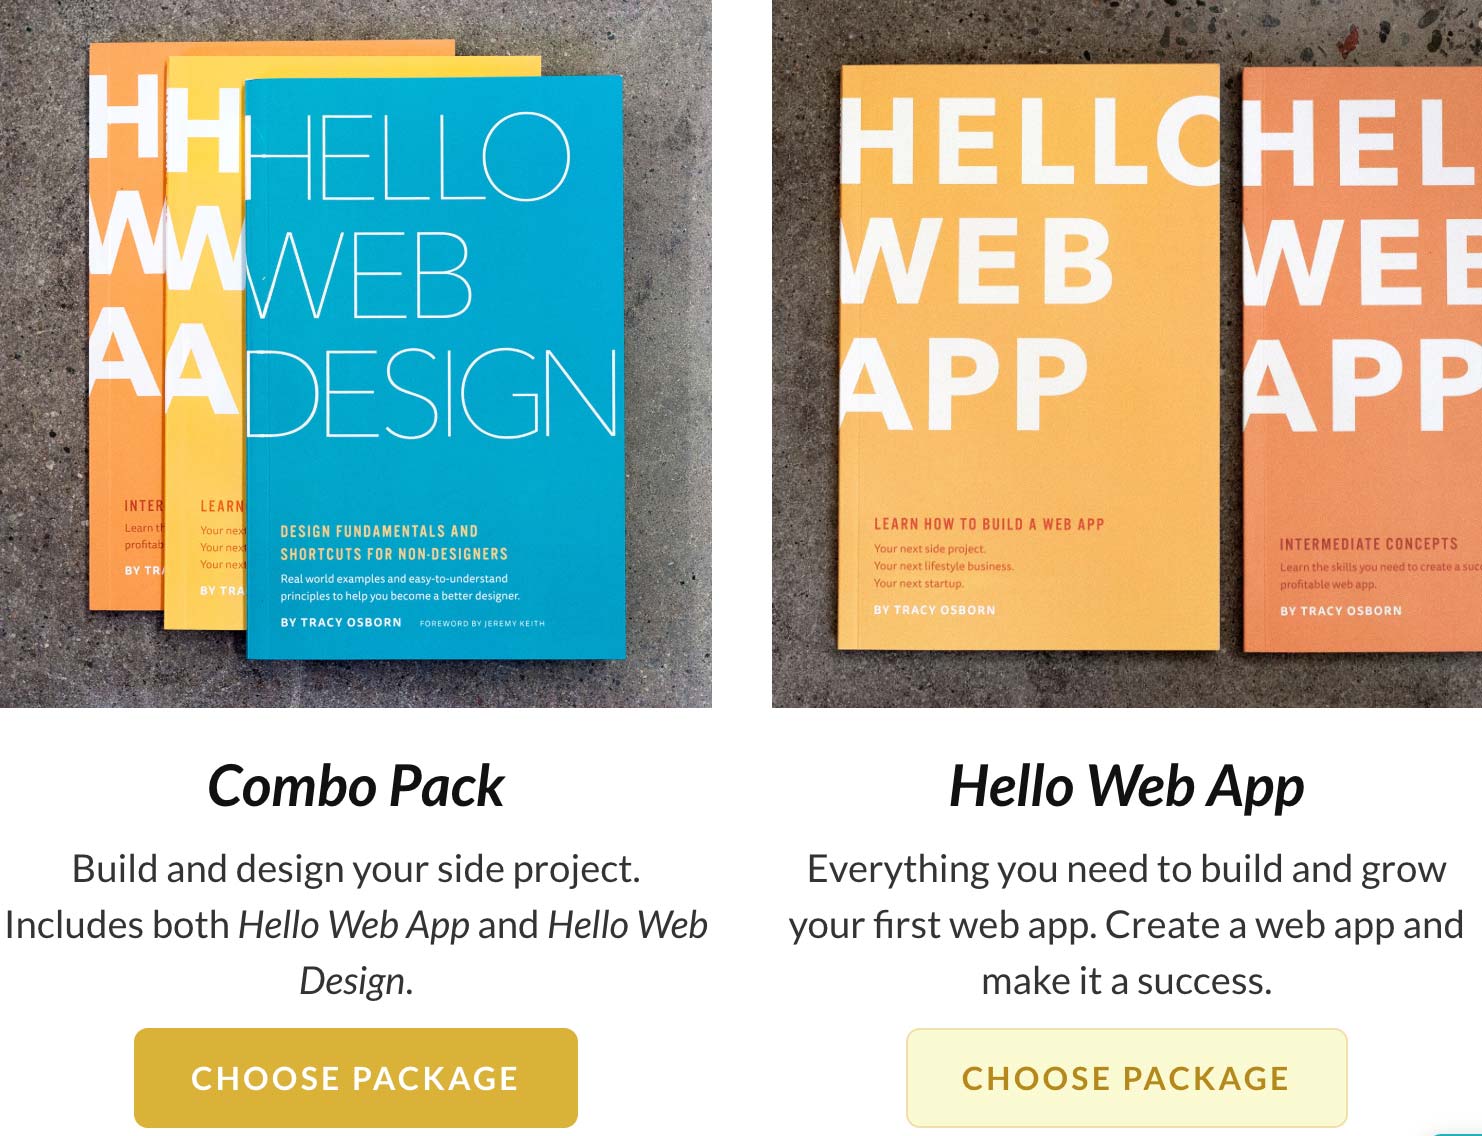 H
W
A
INTER
Learn th
profitab
BY TRA
H
W
A
LEARN
Your next
Your next
Your next
BY TRA
HELLO
WEB
DESIGN
DESIGN FUNDAMENTALS AND
SHORTCUTS FOR NON-DESIGNERS
Real world examples and easy-to-understand
principles to help you become a better designer.
BY TRACY OSBORN FOREWORD BY JEREMY KEITH
HELLO
WEB
APP
LEARN HOW TO BUILD A WEB APP
Your next side project.
Your next lifestyle business.
Your next startup.
BY TRACY OSBORN
HEL
WEB
APP
INTERMEDIATE CONCEPTS
Learn the skills you need to create a succ
profitable web app.
BY TRACY OSBORN
Combo Pack
Build and design your side project.
Includes both Hello Web App and Hello Web
Design.
CHOOSE PACKAGE
Hello Web App
Everything you need to build and grow
your first web app. Create a web app and
make it a success.
CHOOSE PACKAGE